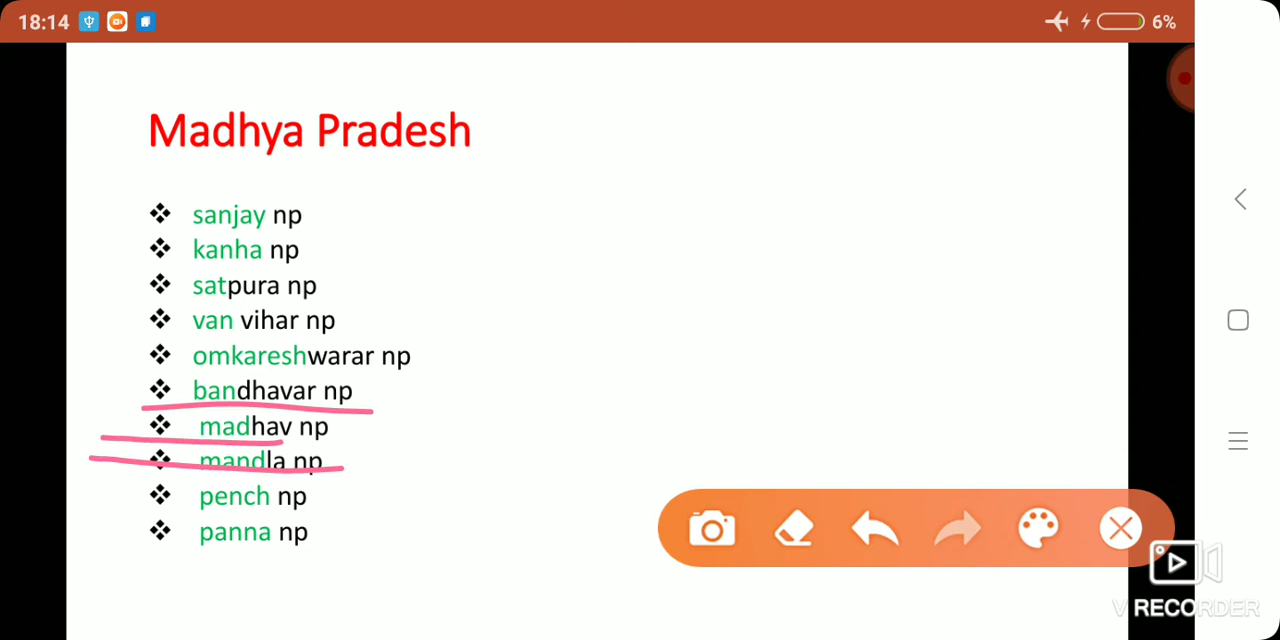 18:14 6%
Madhya Pradesh
❖ sanjay np
❖ kanha np
❖ satpura np
❖ van vihar np
❖ omkareshwarar np
❖ bandhavar np
❖ madhav np
❖ mandla np
❖ pench np
❖ panna np
V RECORDER